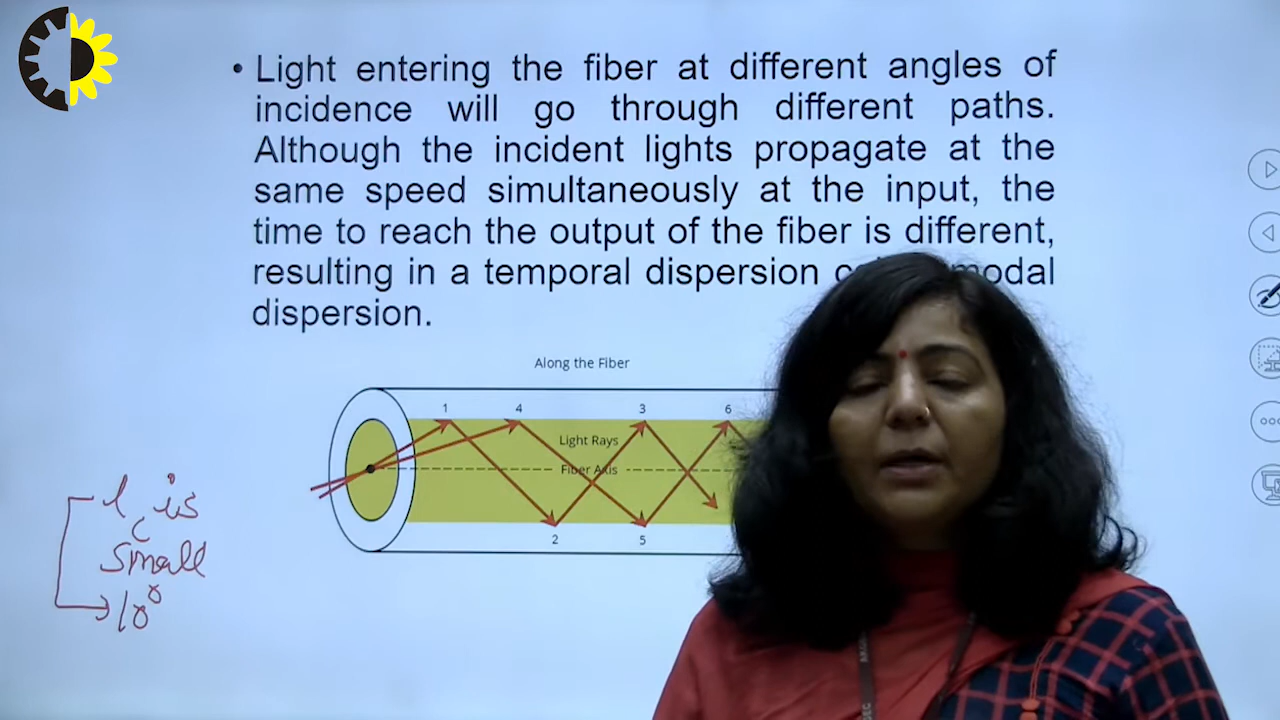 • Light entering the fiber at different angles of
incidence will go through different paths.
Although the incident lights propagate at the
same speed simultaneously at the input, the
time to reach the output of the fiber is different,
resulting in a temporal dispersion modal
dispersion.
Along the Fiber
1 4 3 6
Light Rays
Fiber Axis
2 5
is
small
10°